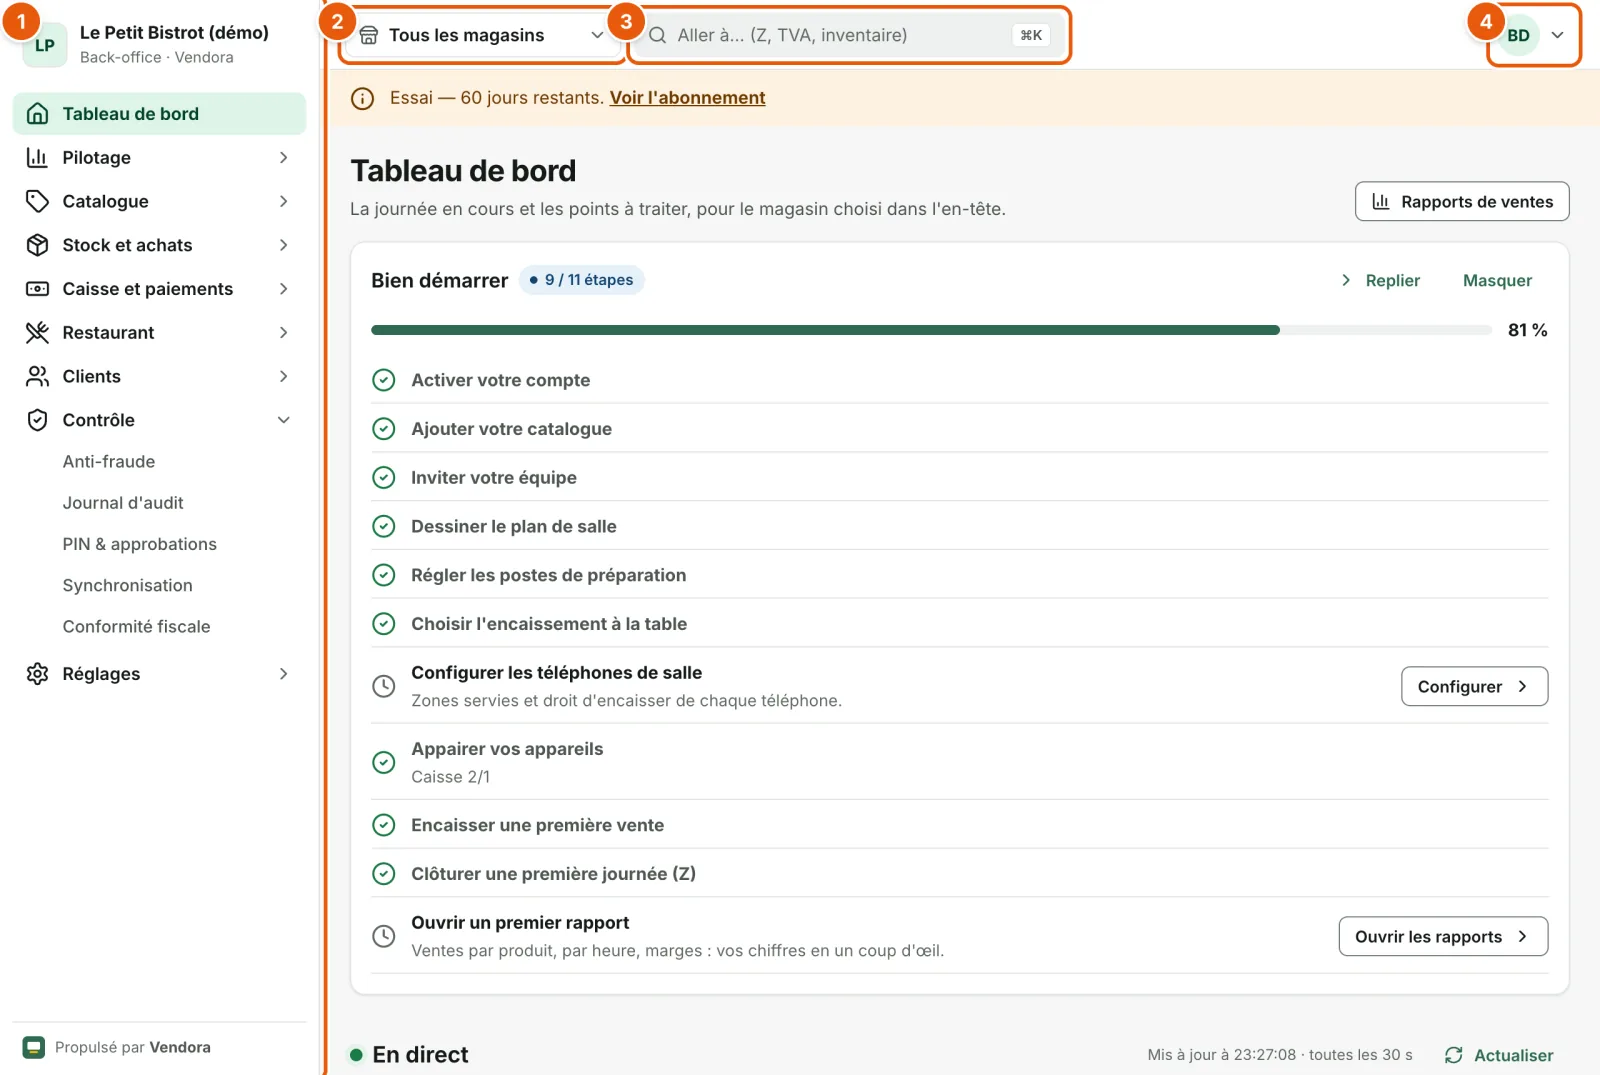 1
LP
Le Petit Bistrot (démo)
Back-office · Vendora
Tableau de bord
Pilotage
Catalogue
Stock et achats
Caisse et paiements
Restaurant
Clients
Contrôle
Anti-fraude
Journal d'audit
PIN & approbations
Synchronisation
Conformité fiscale
Réglages
Propulsé par Vendora
2
Tous les magasins
3
Aller à... (Z, TVA, inventaire)
⌘K
4
BD
Essai — 60 jours restants. Voir l'abonnement
Tableau de bord
La journée en cours et les points à traiter, pour le magasin choisi dans l'en-tête.
Rapports de ventes
Bien démarrer
9 / 11 étapes
Replier
Masquer
81 %
Activer votre compte
Ajouter votre catalogue
Inviter votre équipe
Dessiner le plan de salle
Régler les postes de préparation
Choisir l'encaissement à la table
Configurer les téléphones de salle
Zones servies et droit d'encaisser de chaque téléphone.
Configurer
Appairer vos appareils
Caisse 2/1
Encaisser une première vente
Clôturer une première journée (Z)
Ouvrir un premier rapport
Ventes par produit, par heure, marges : vos chiffres en un coup d'œil.
Ouvrir les rapports
En direct
Mis à jour à 23:27:08 · toutes les 30 s
Actualiser